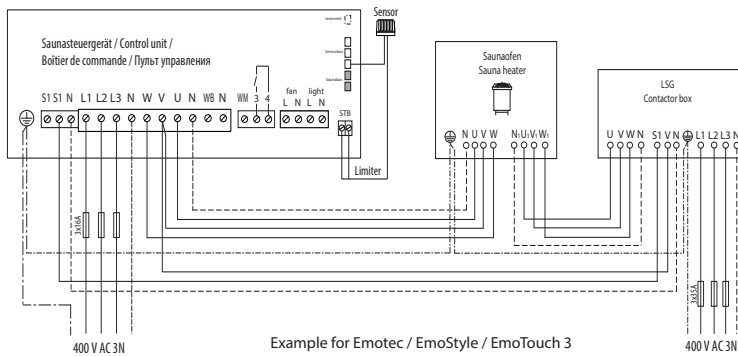 Saunasteuergerät / Control unit /
Boîtier de commande / Пульт управления
Sensor
Sensorbus
Saunabus
S1 S1 N L1 L2 L3 N W V U N WB N
WM 3 4
fan light
L N L N
STB
Limiter
Saunaofen
Sauna heater
N U V W N1 U1 V1 W1
LSG
Contactor box
U V W N S1 V N L1 L2 L3 N
3x16A
3x35A
400 V AC 3N
Example for Emotec / EmoStyle / EmoTouch 3
400 V AC 3N